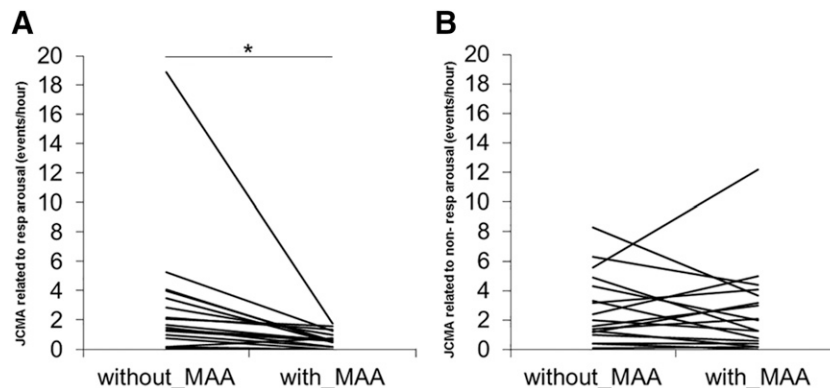 A
B
*
JCMA related to resp arousal (events/hour)
20
18
16
14
12
10
8
6
4
2
0
without_MAA
with_MAA
JCMA related to non- resp arousal (events/hour)
20
18
16
14
12
10
8
6
4
2
0
without_MAA
with_MAA